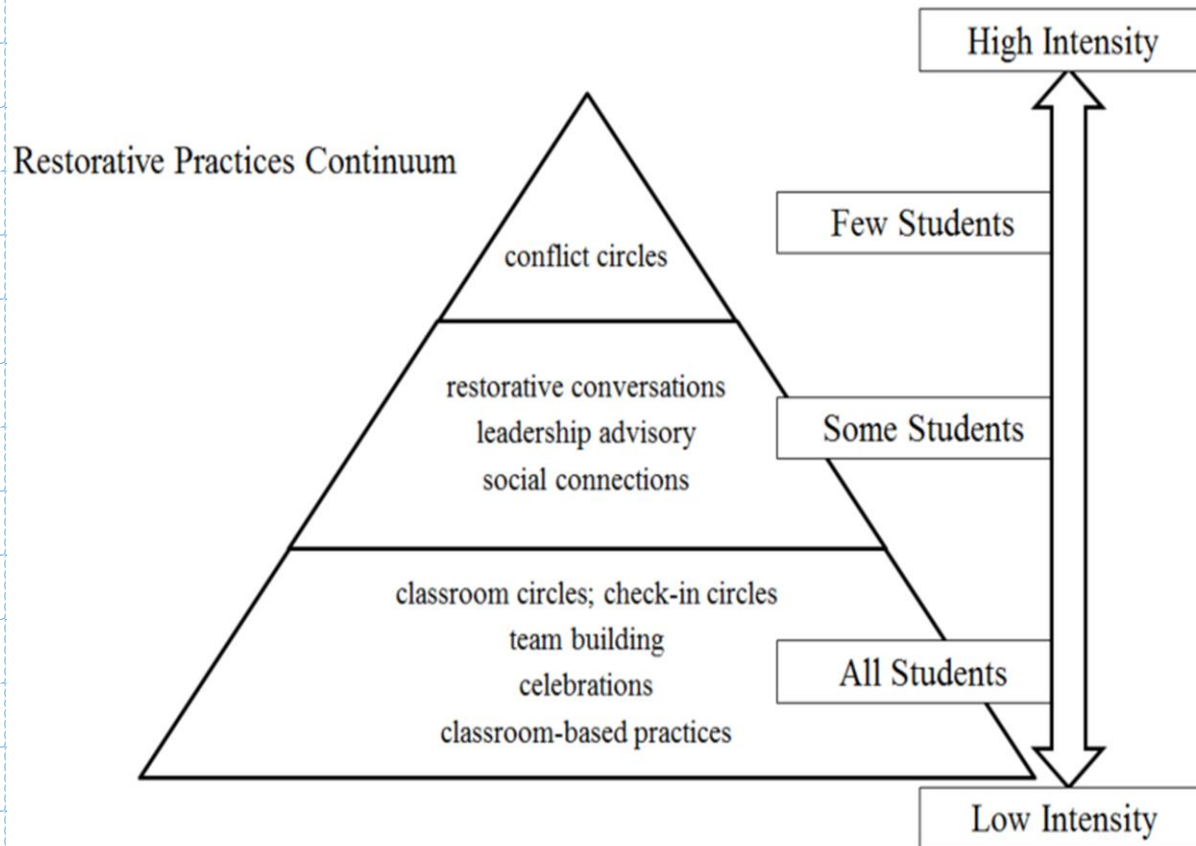 High Intensity
Restorative Practices Continuum
Few Students
conflict circles
restorative conversations
leadership advisory
social connections
Some Students
classroom circles; check-in circles
team building
celebrations
classroom-based practices
All Students
Low Intensity